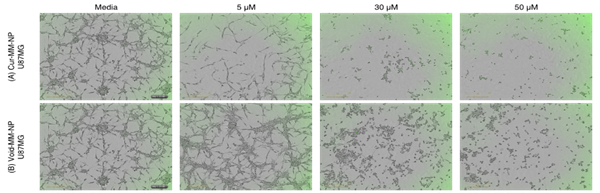 Media 5 µM 30 µM 50 µM
(A) Cur-MM-NP
U87MG
(B) Void-MM-NP
U87MG